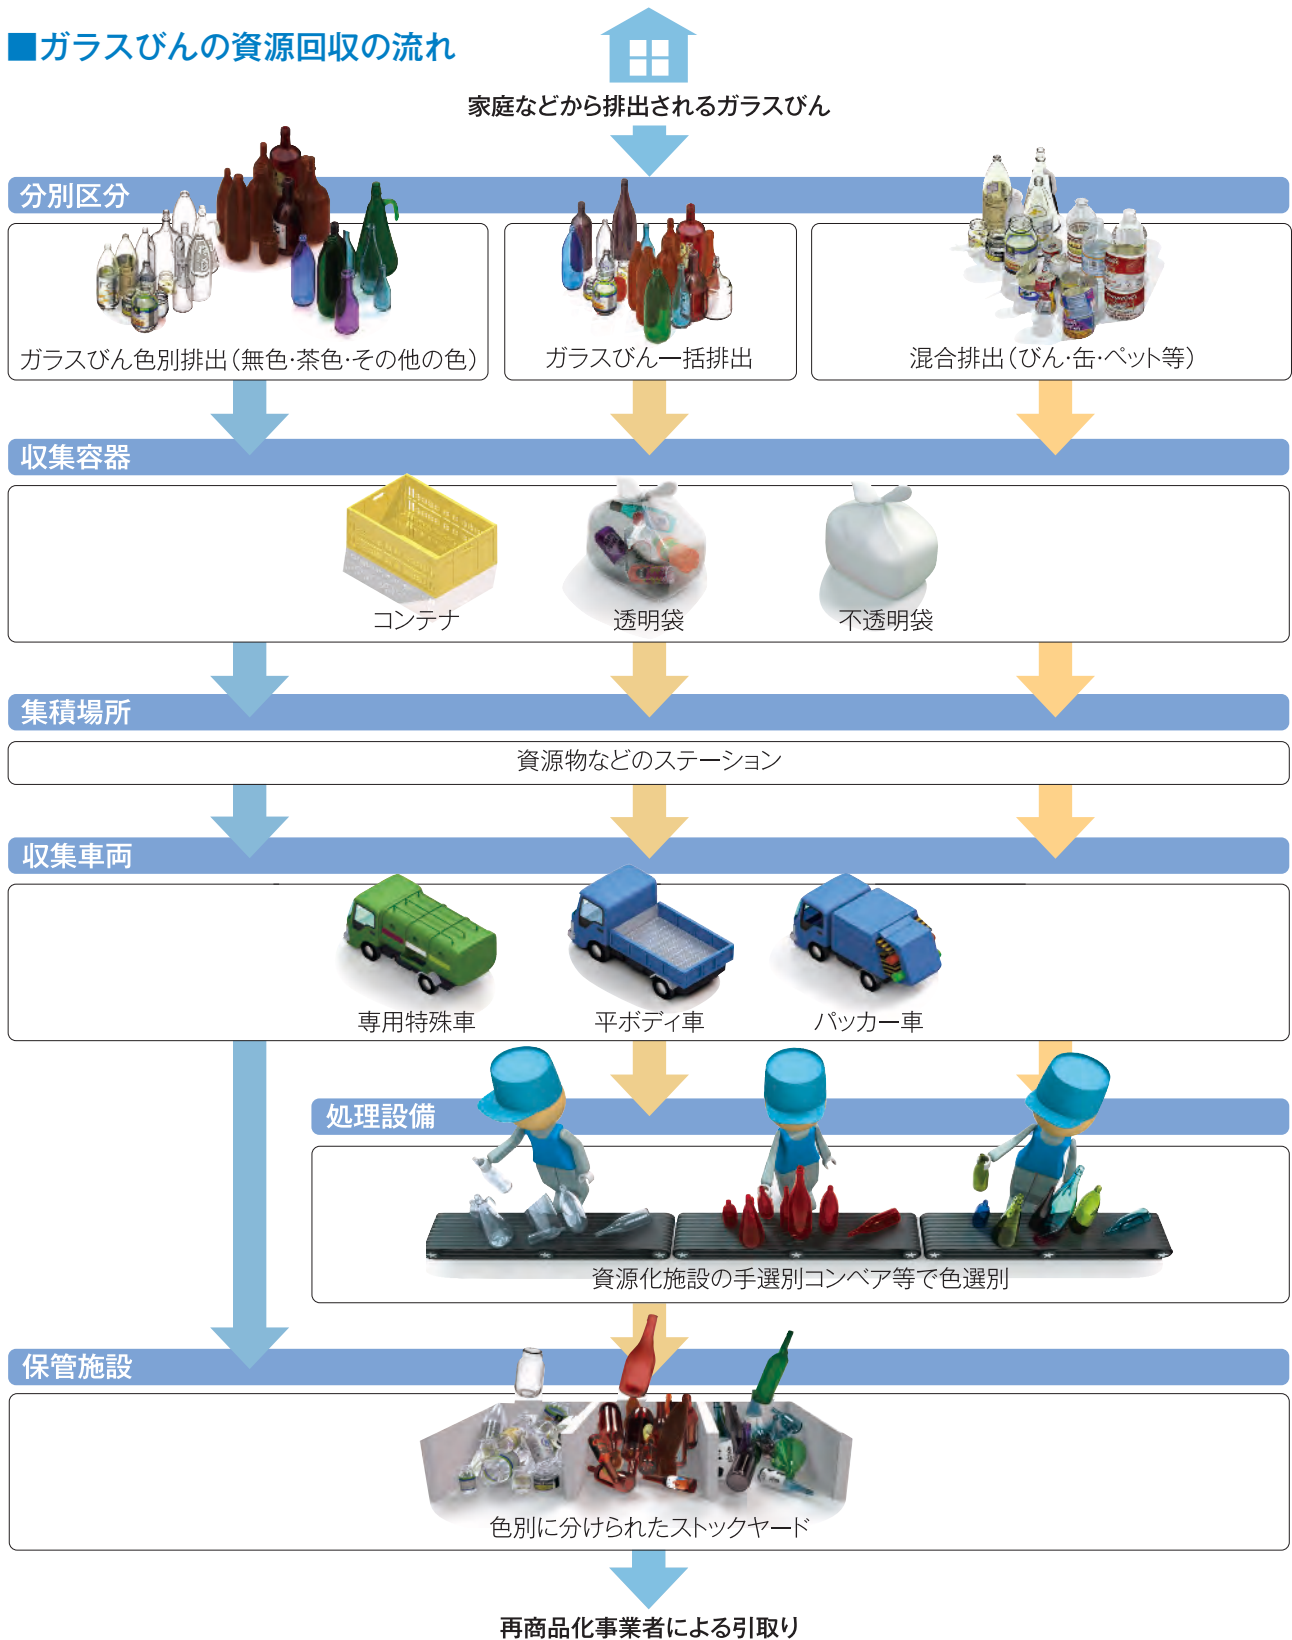 ■ガラスびんの資源回収の流れ
家庭などから排出されるガラスびん
分別区分
ガラスびん色別排出（無色・茶色・その他の色）
ガラスびん一括排出
混合排出（びん・缶・ペット等）
収集容器
コンテナ
透明袋
不透明袋
集積場所
資源物などのステーション
収集車両
専用特殊車
平ボディ車
パッカー車
処理設備
資源化施設の手選別コンベア等で色選別
保管施設
色別に分けられたストックヤード
再商品化事業者による引取り